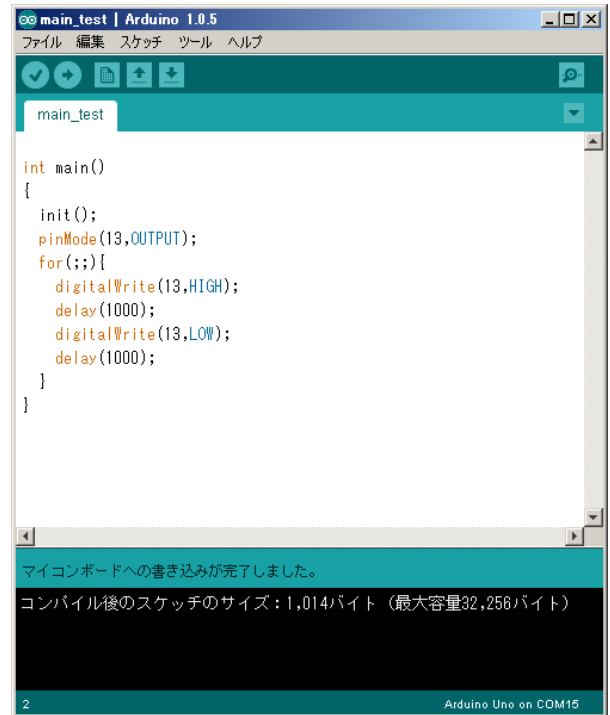 main_test | Arduino 1.0.5
ファイル 編集 スケッチ ツール ヘルプ
main_test
int main()
{
  init();
  pinMode(13,OUTPUT);
  for(;;){
    digitalWrite(13,HIGH);
    delay(1000);
    digitalWrite(13,LOW);
    delay(1000);
  }
}
マイコンボードへの書き込みが完了しました。
コンパイル後のスケッチのサイズ：1,014バイト（最大容量32,256バイト）
2 Arduino Uno on COM15